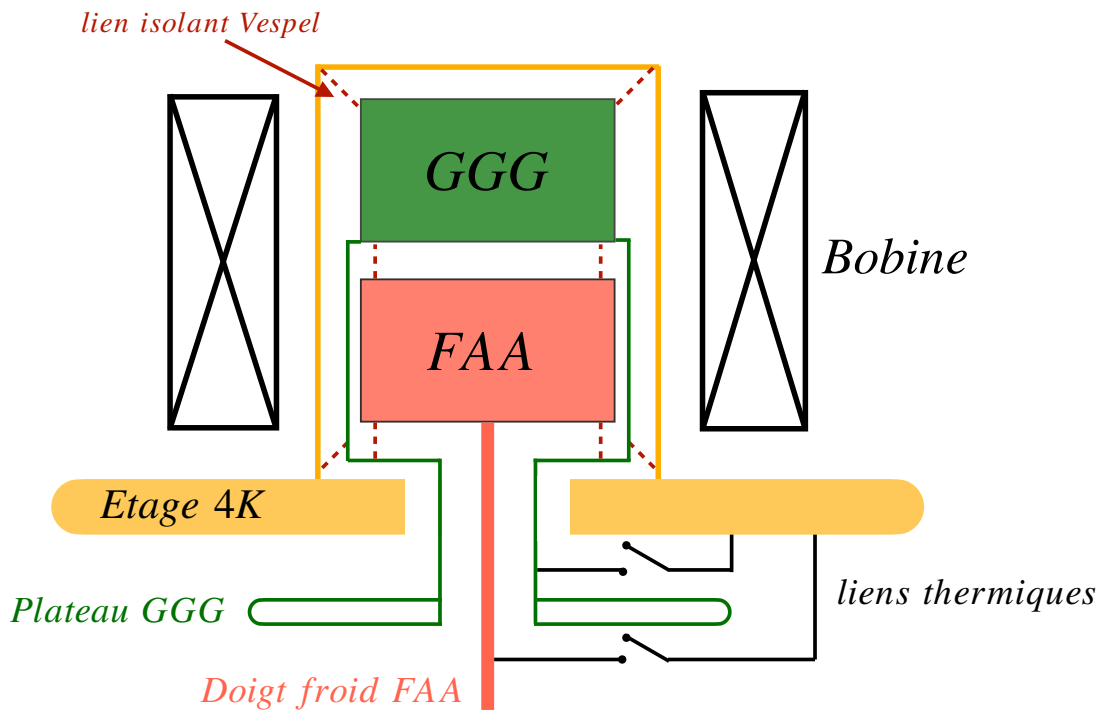 lien isolant Vespel
GGG
Bobine
FAA
Etage 4K
liens thermiques
Plateau GGG
Doigt froid FAA